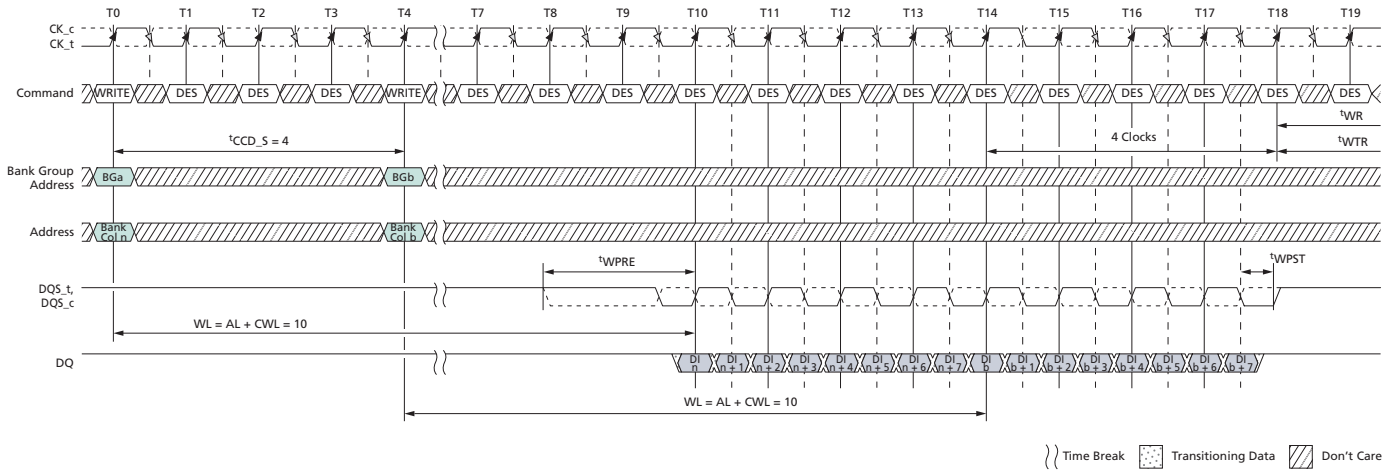 T0 T1 T2 T3 T4 T7 T8 T9 T10 T11 T12 T13 T14 T15 T16 T17 T18 T19
CK_c
CK_t
Command WRITE DES DES DES WRITE DES DES DES DES DES DES DES DES DES DES DES DES DES
tWR
tCCD_S = 4
4 Clocks
tWTR
Bank Group
Address
BGa BGb
Address
Bank
Col n
Bank
Col b
tWPRE
tWPST
DQS_t,
DQS_c
WL = AL + CWL = 10
DQ
DI
n
DI
n + 1
DI
n + 2
DI
n + 3
DI
n + 4
DI
n + 5
DI
n + 6
DI
n + 7
DI
b
DI
b + 1
DI
b + 2
DI
b + 3
DI
b + 4
DI
b + 5
DI
b + 6
DI
b + 7
WL = AL + CWL = 10
Time Break Transitioning Data Don't Care